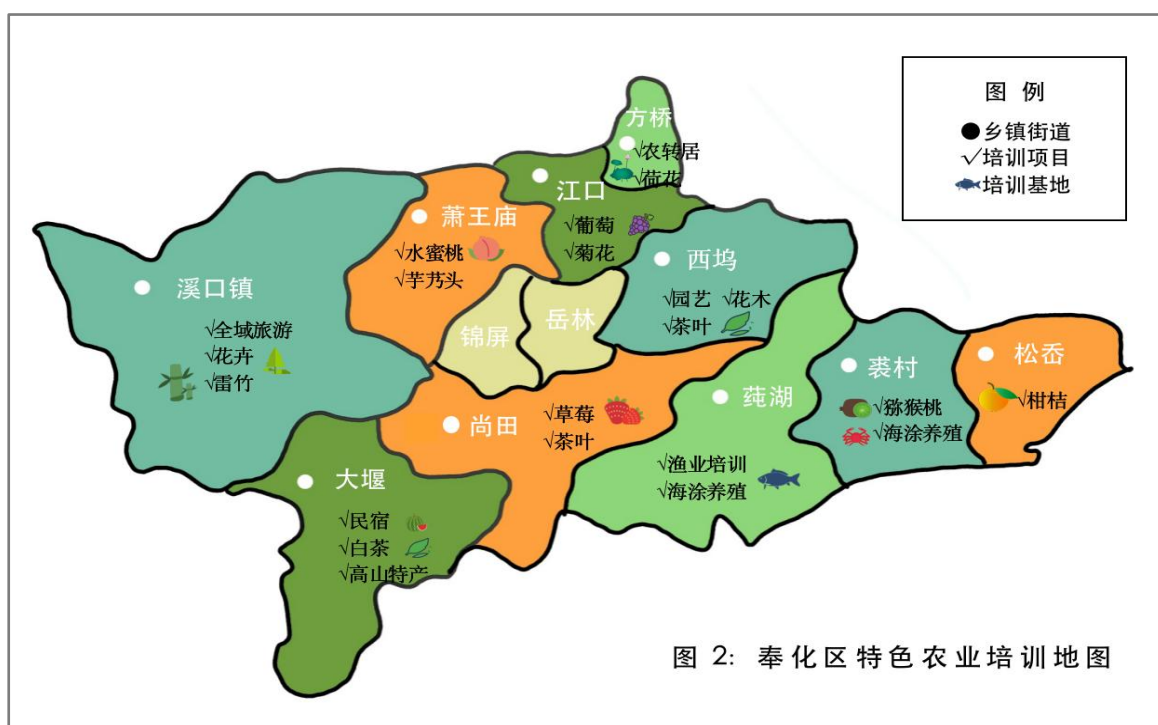 图 例
●乡镇街道
√培训项目
培训基地
方桥
√农转居
√荷花
江口
√葡萄
√菊花
萧王庙
√水蜜桃
√芋艿头
西坞
√园艺 √花木
√茶叶
溪口镇
√全域旅游
√花卉
√雷竹
锦屏
岳林
裘村
√猕猴桃
√海涂养殖
松岙
√柑桔
尚田
√草莓
√茶叶
莼湖
√渔业培训
√海涂养殖
大堰
√民宿
√白茶
√高山特产
图 2: 奉化区特色农业培训地图